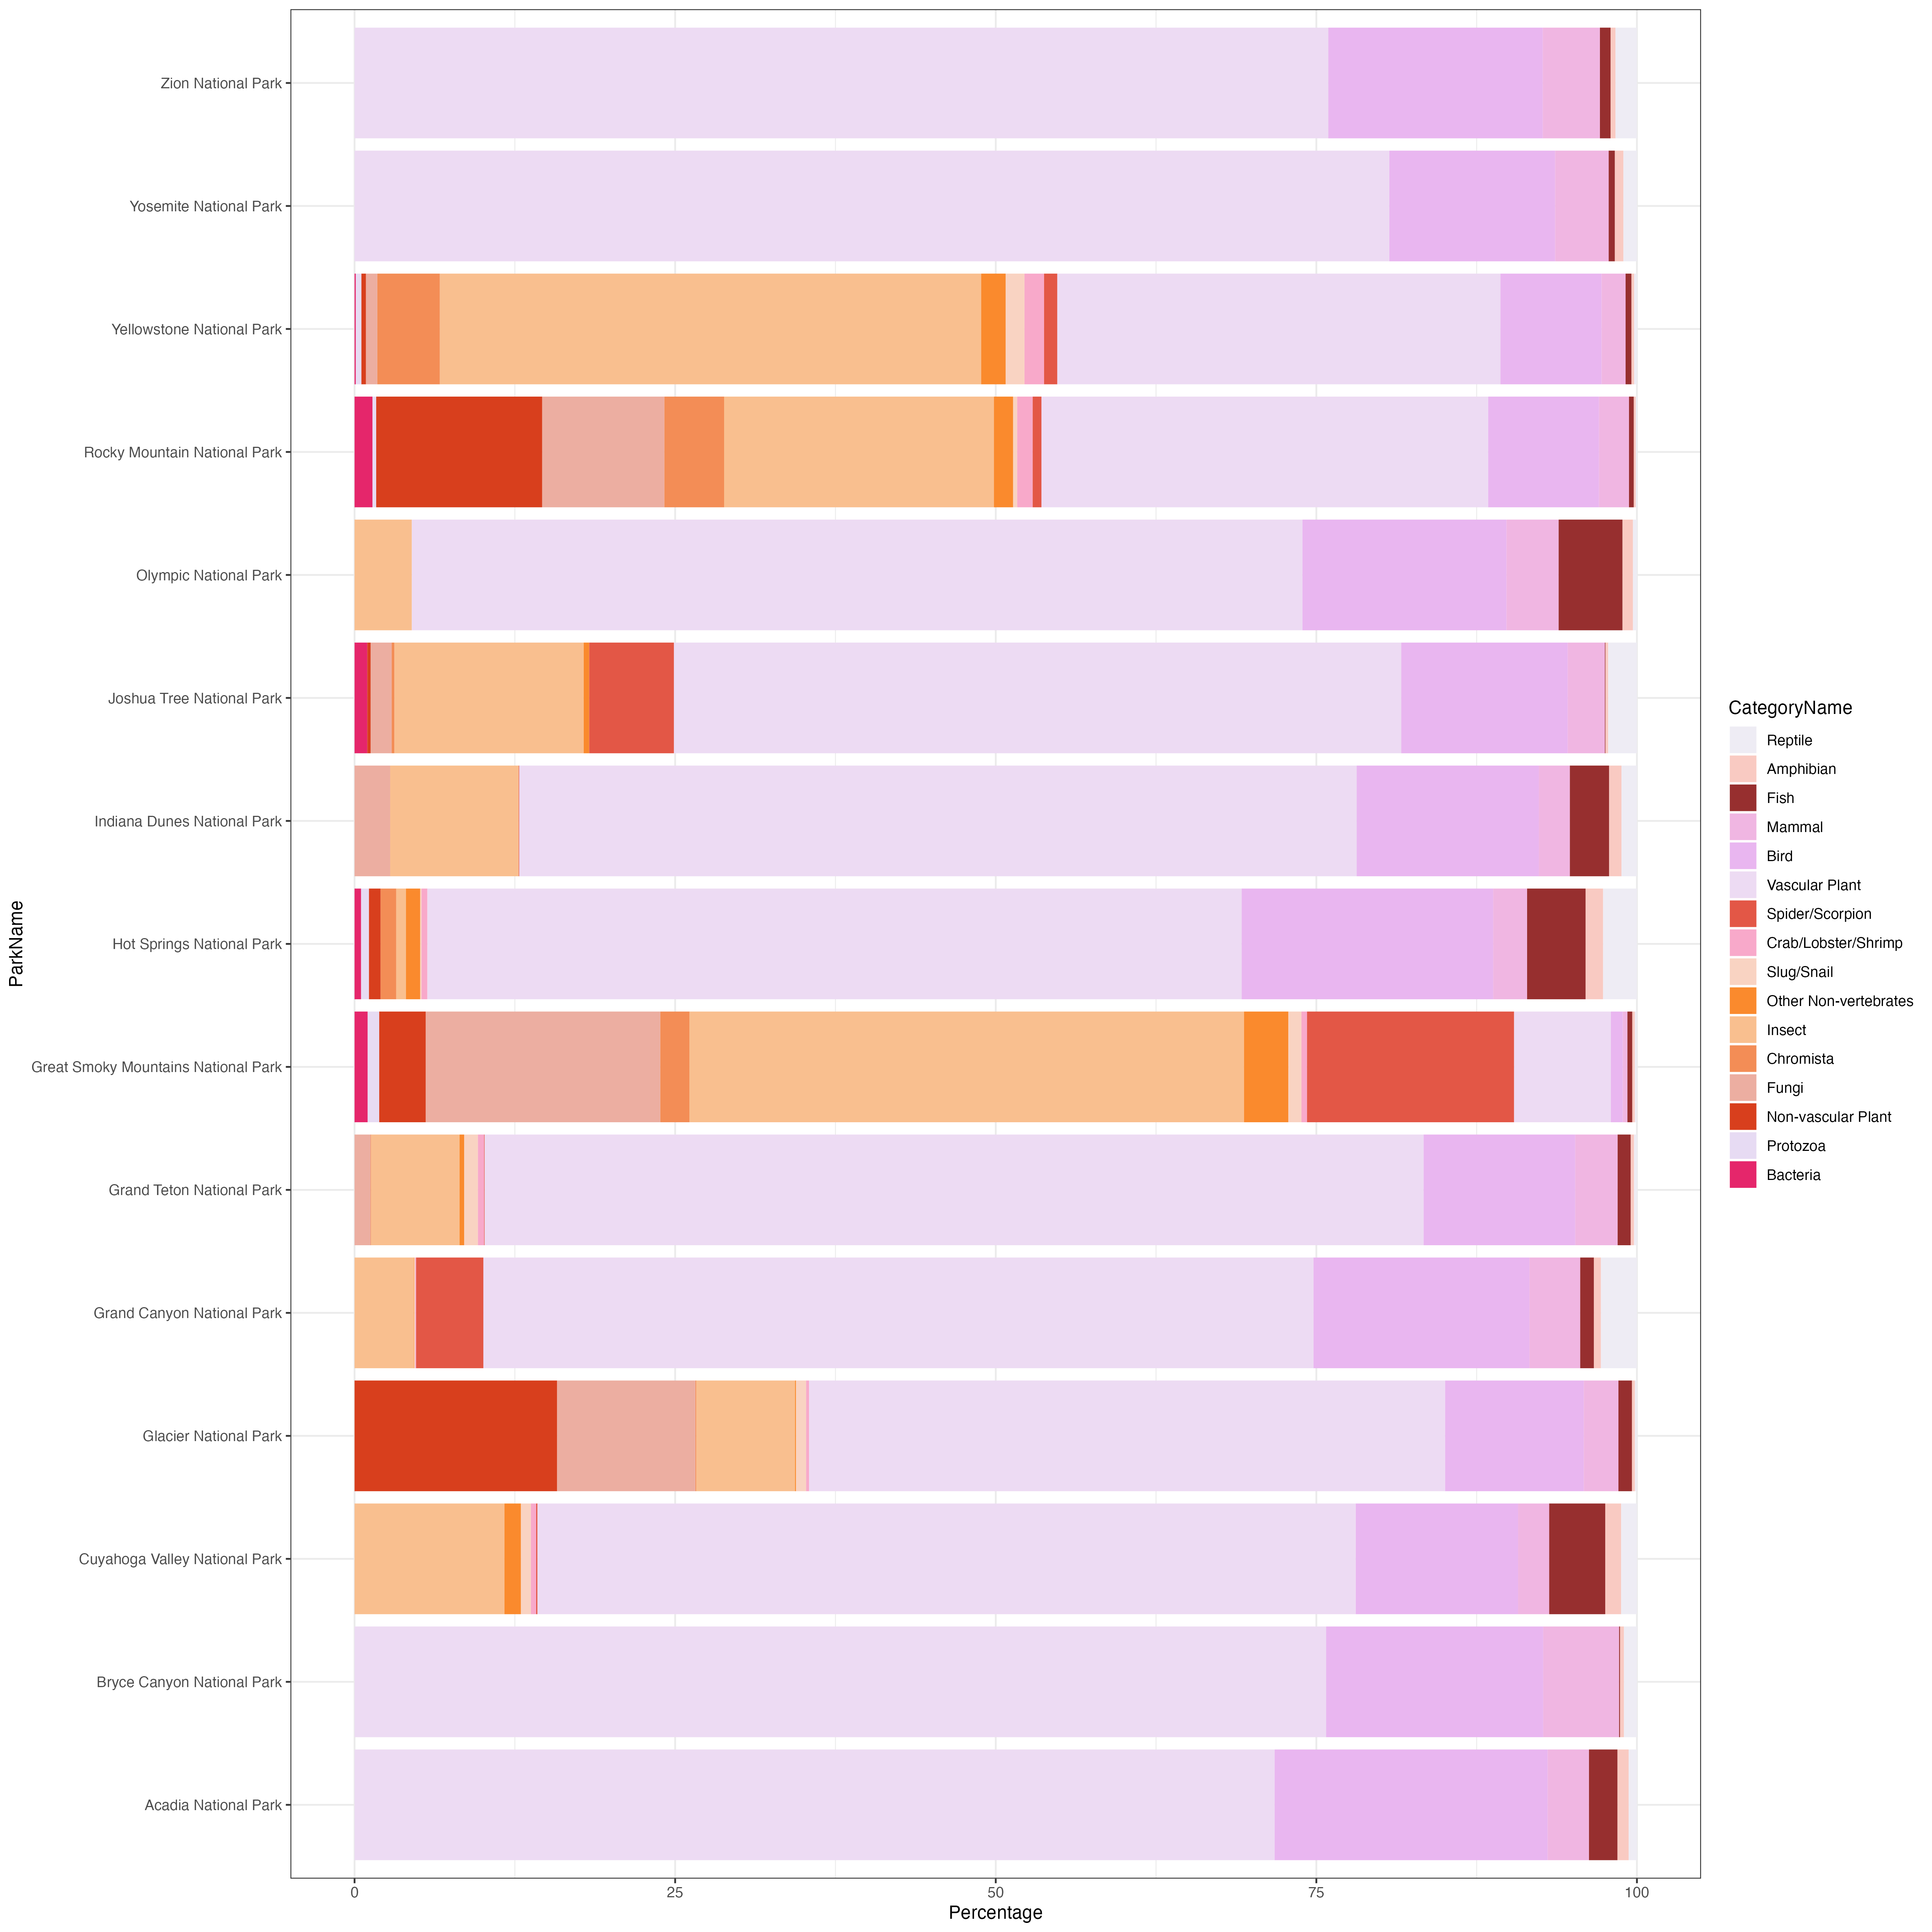 Zion National Park
Yosemite National Park
Yellowstone National Park
Rocky Mountain National Park
Olympic National Park
Joshua Tree National Park
Indiana Dunes National Park
Hot Springs National Park
Great Smoky Mountains National Park
Grand Teton National Park
Grand Canyon National Park
Glacier National Park
Cuyahoga Valley National Park
Bryce Canyon National Park
Acadia National Park
ParkName
0 25 50 75 100
Percentage
CategoryName
Reptile
Amphibian
Fish
Mammal
Bird
Vascular Plant
Spider/Scorpion
Crab/Lobster/Shrimp
Slug/Snail
Other Non-vertebrates
Insect
Chromista
Fungi
Non-vascular Plant
Protozoa
Bacteria